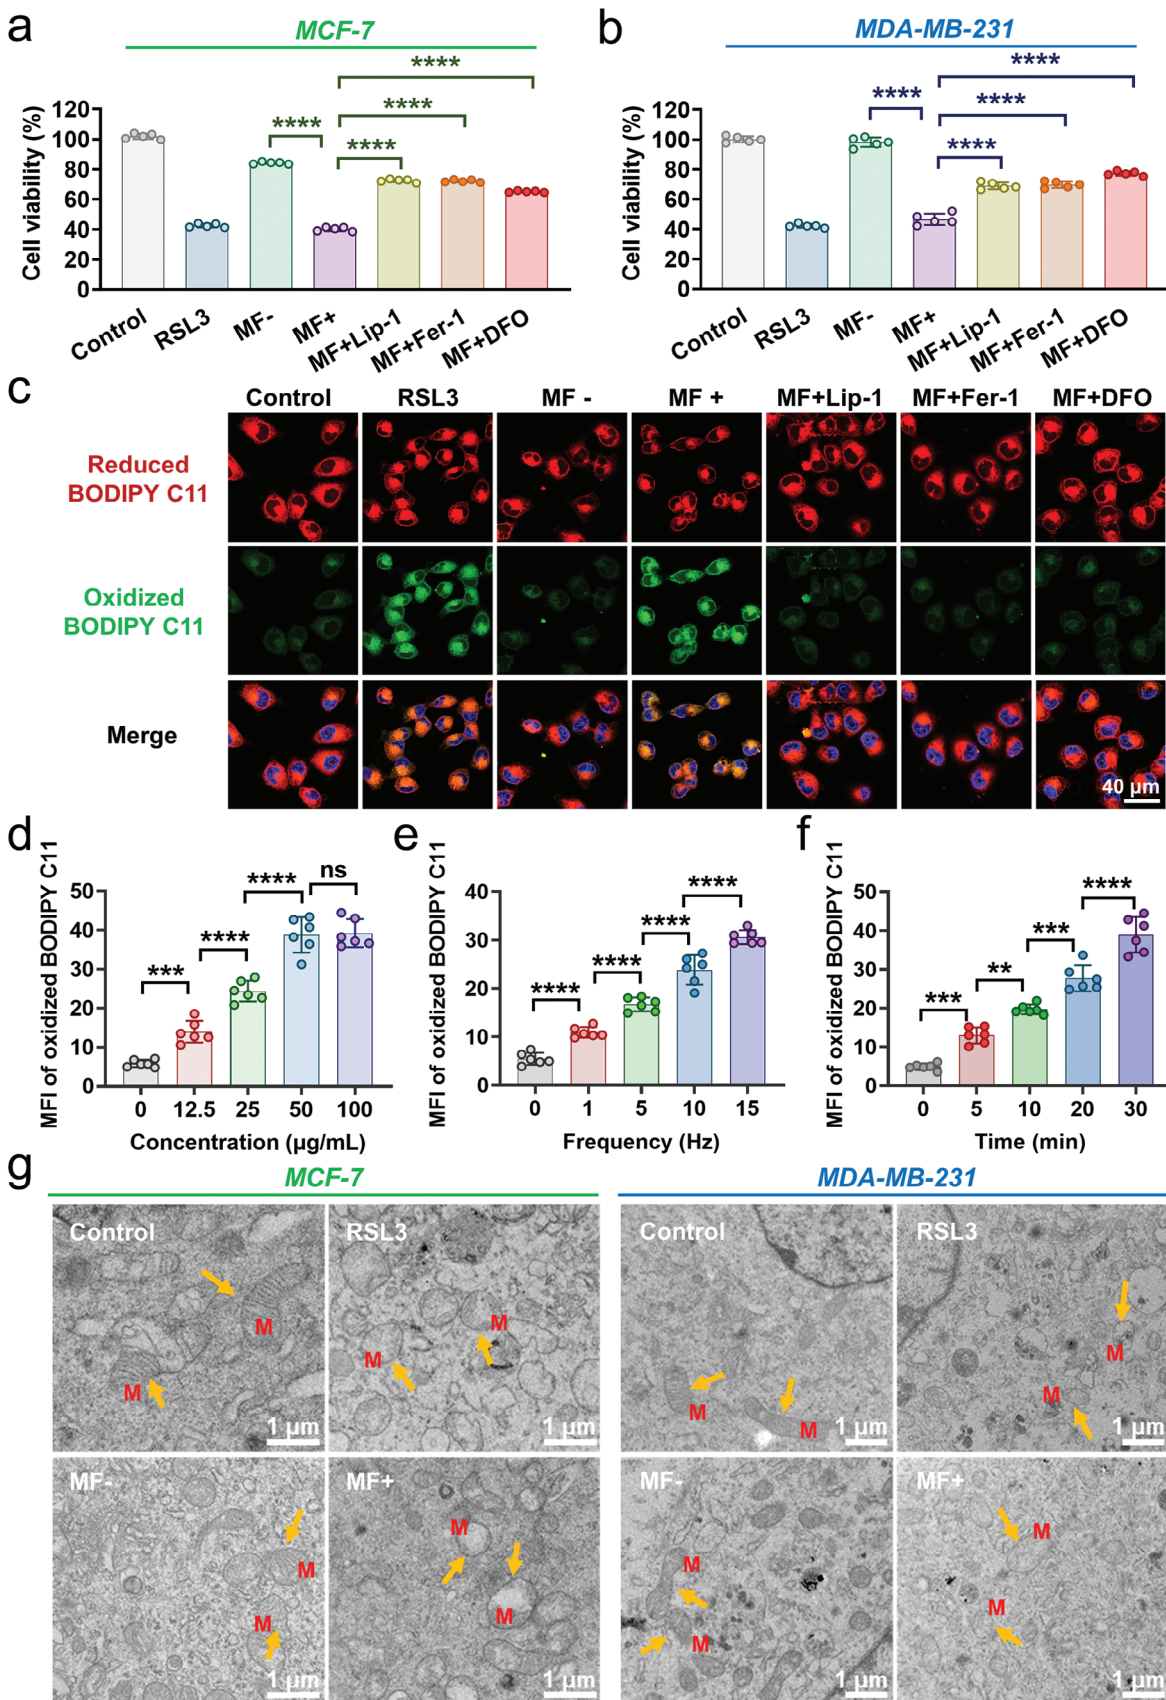 a
MCF-7
****
****
****
****
Cell viability (%)
120
100
80
60
40
20
0
Control
RSL3
MF-
MF+
MF+Lip-1
MF+Fer-1
MF+DFO
b
MDA-MB-231
****
****
****
****
Cell viability (%)
120
100
80
60
40
20
0
Control
RSL3
MF-
MF+
MF+Lip-1
MF+Fer-1
MF+DFO
c
Control RSL3 MF - MF + MF+Lip-1 MF+Fer-1 MF+DFO
Reduced
BODIPY C11
Oxidized
BODIPY C11
Merge
40 µm
d
MFI of oxidized BODIPY C11
50
40
30
20
10
0
***
****
****
ns
0 12.5 25 50 100
Concentration (µg/mL)
e
MFI of oxidized BODIPY C11
40
30
20
10
0
****
****
****
****
0 1 5 10 15
Frequency (Hz)
f
MFI of oxidized BODIPY C11
50
40
30
20
10
0
***
**
***
****
0 5 10 20 30
Time (min)
g
MCF-7
Control
M
M
1 µm
RSL3
M
M
1 µm
MF-
M
M
1 µm
MF+
M
M
1 µm
MDA-MB-231
Control
M
M
1 µm
RSL3
M
M
1 µm
MF-
M
M
1 µm
MF+
M
M
1 µm